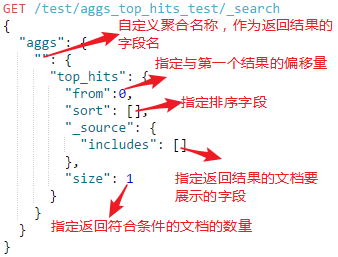 GET /test/aggs_top_hits_test/_search
{
自定义聚合名称，作为返回结果的
字段名
"aggs": {
"": {
指定与第一个结果的偏移量
"top_hits": {
"from":0,
"sort": [],
指定排序字段
"_source": {
"includes": []
},
"size": 1
指定返回结果的文档要
展示的字段
}
指定返回符合条件的文档的数量
}
}
}